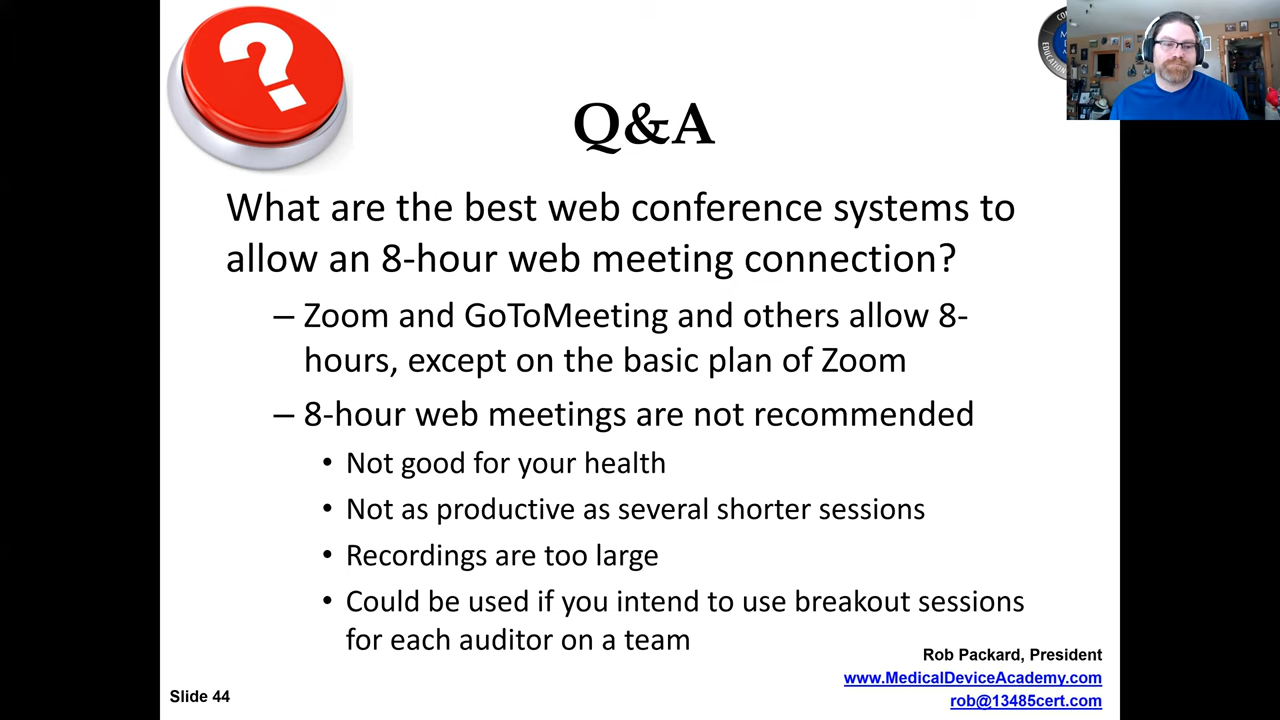 ?
Q&A
What are the best web conference systems to
allow an 8-hour web meeting connection?
– Zoom and GoToMeeting and others allow 8-
hours, except on the basic plan of Zoom
– 8-hour web meetings are not recommended
• Not good for your health
• Not as productive as several shorter sessions
• Recordings are too large
• Could be used if you intend to use breakout sessions
for each auditor on a team
Rob Packard, President
www.MedicalDeviceAcademy.com
rob@13485cert.com
Slide 44